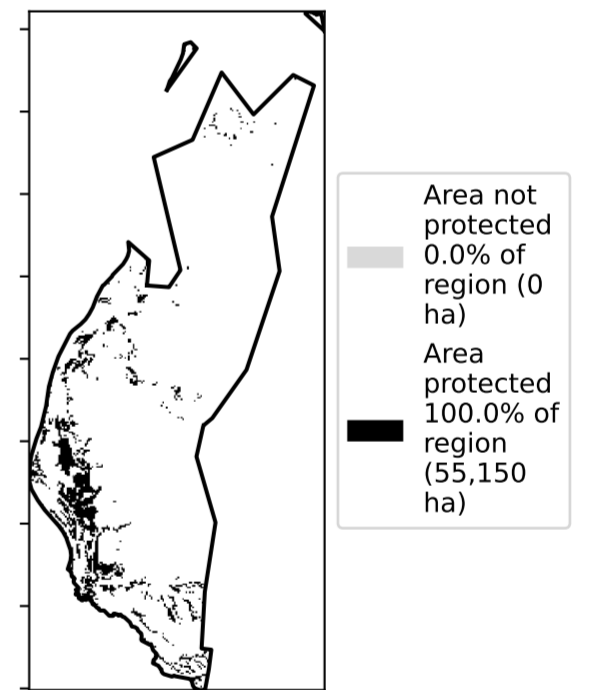 Area not
protected
0.0% of
region (0
ha)
Area
protected
100.0% of
region
(55,150
ha)